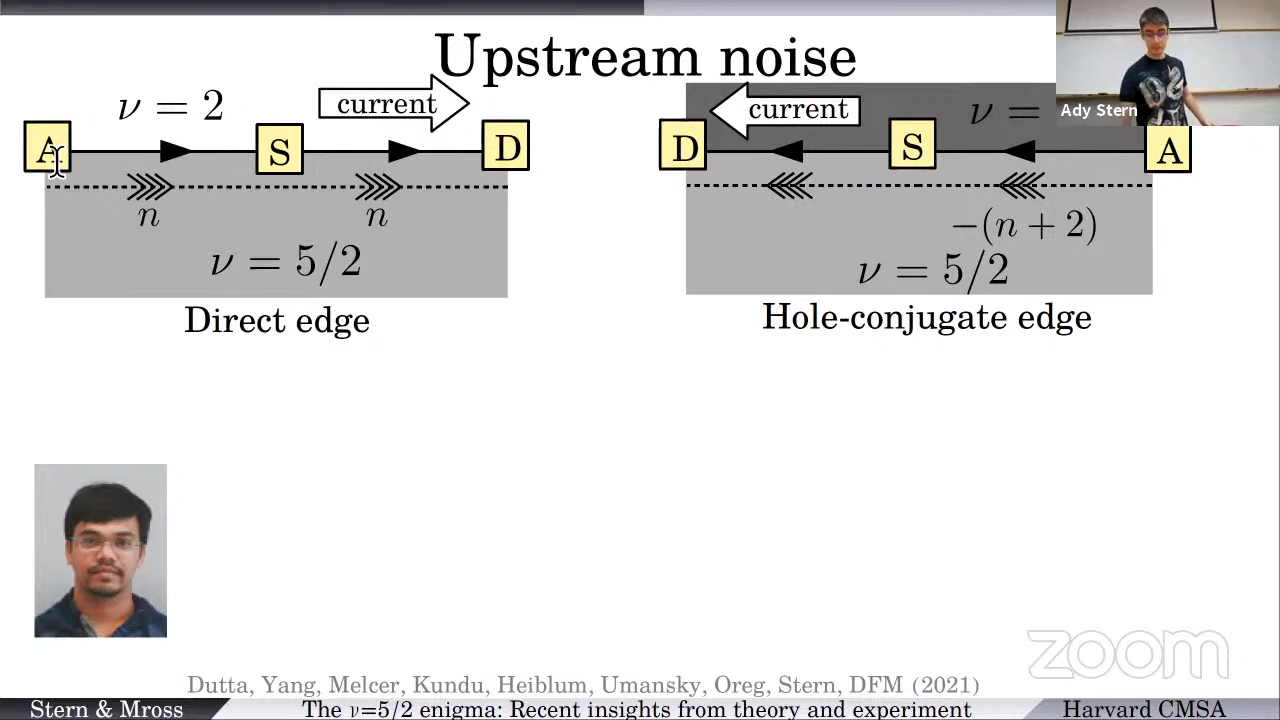 Upstream noise
ν = 2
current
A
S
D
n
n
ν = 5/2
Direct edge
current
ν =
D
S
A
−(n + 2)
ν = 5/2
Hole-conjugate edge
Ady Stern
zoom
Dutta, Yang, Melcer, Kundu, Heiblum, Umansky, Oreg, Stern, DFM (2021)
Stern & Mross
The ν=5/2 enigma: Recent insights from theory and experiment
Harvard CMSA